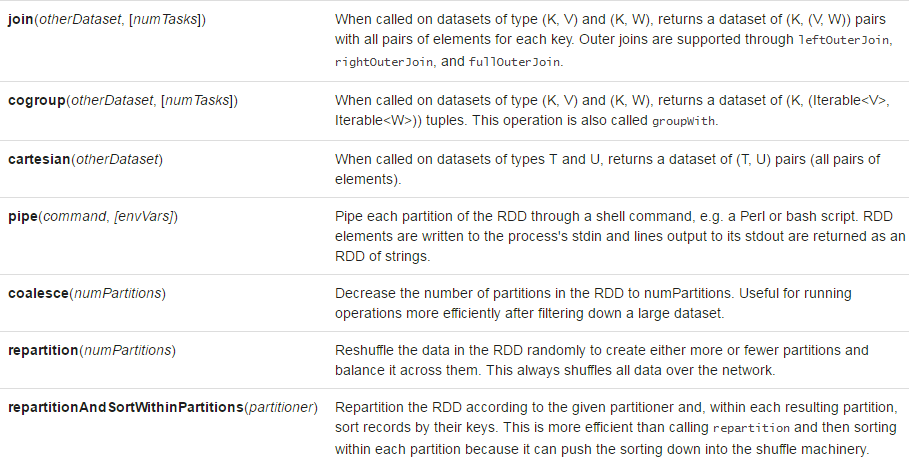 join(otherDataset, [numTasks]) When called on datasets of type (K, V) and (K, W), returns a dataset of (K, (V, W)) pairs
with all pairs of elements for each key. Outer joins are supported through leftOuterJoin,
rightOuterJoin, and fullOuterJoin.
cogroup(otherDataset, [numTasks]) When called on datasets of type (K, V) and (K, W), returns a dataset of (K, (Iterable<V>,
Iterable<W>)) tuples. This operation is also called groupWith.
cartesian(otherDataset) When called on datasets of types T and U, returns a dataset of (T, U) pairs (all pairs of
elements).
pipe(command, [envVars]) Pipe each partition of the RDD through a shell command, e.g. a Perl or bash script. RDD
elements are written to the process's stdin and lines output to its stdout are returned as an
RDD of strings.
coalesce(numPartitions) Decrease the number of partitions in the RDD to numPartitions. Useful for running
operations more efficiently after filtering down a large dataset.
repartition(numPartitions) Reshuffle the data in the RDD randomly to create either more or fewer partitions and
balance it across them. This always shuffles all data over the network.
repartitionAndSortWithinPartitions(partitioner) Repartition the RDD according to the given partitioner and, within each resulting partition,
sort records by their keys. This is more efficient than calling repartition and then sorting
within each partition because it can push the sorting down into the shuffle machinery.